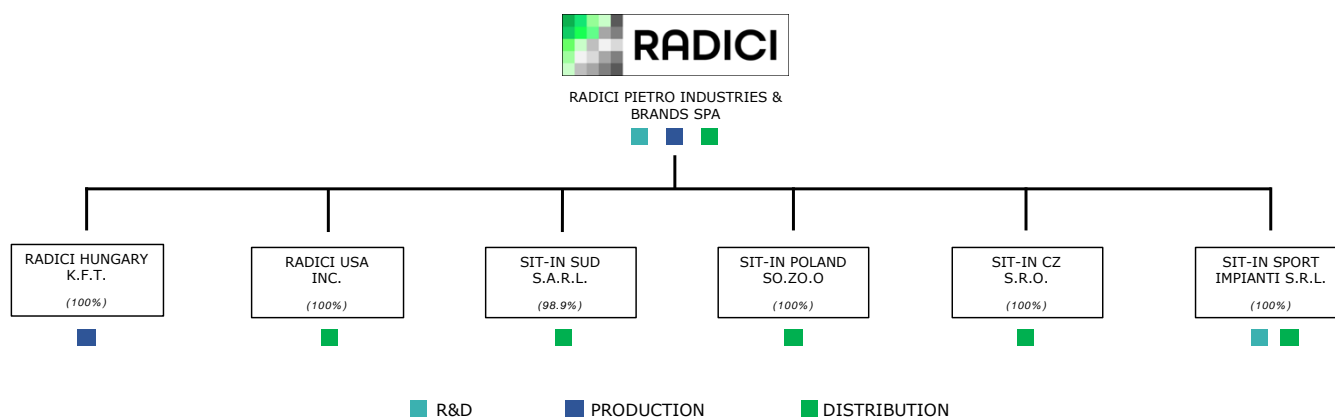 RADICI
RADICI PIETRO INDUSTRIES &
BRANDS SPA
RADICI HUNGARY
K.F.T.
(100%)
RADICI USA
INC.
(100%)
SIT-IN SUD
S.A.R.L.
(98.9%)
SIT-IN POLAND
SO.ZO.O
(100%)
SIT-IN CZ
S.R.O.
(100%)
SIT-IN SPORT
IMPIANTI S.R.L.
(100%)
R&D
PRODUCTION
DISTRIBUTION